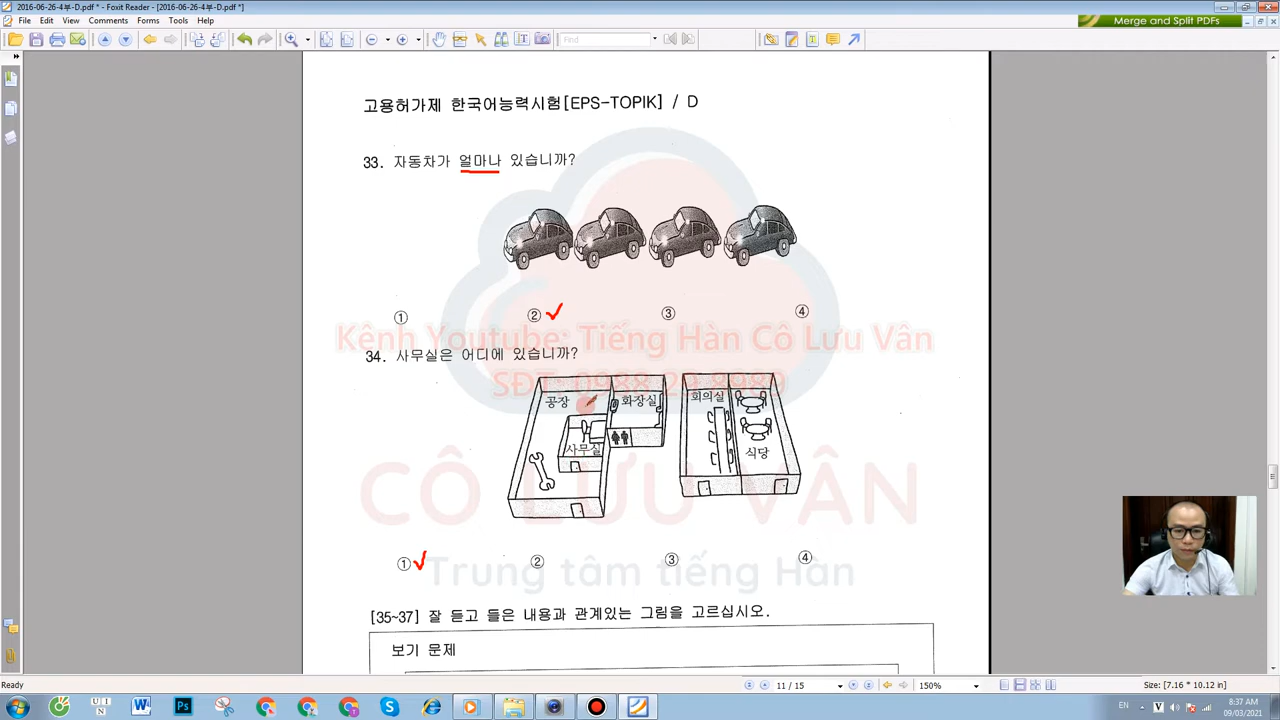 2016-06-26-4부-D.pdf * - Foxit Reader - [2016-06-26-4부-D.pdf *]
File Edit View Comments Forms Tools Help
Merge and Split PDFs
Find
고용허가제 한국어능력시험[EPS-TOPIK] / D
33. 자동차가 얼마나 있습니까?
① ② ③ ④
Kênh Youtube: Tiếng Hàn Cô Lưu Vân
34. 사무실은 어디에 있습니까?
SĐT: 0988 29 8989
공장 화장실 회의실
사무실 식당
CÔ LƯU VÂN
① ② ③ ④
Trung tâm tiếng Hàn
[35~37] 잘 듣고 들은 내용과 관계있는 그림을 고르십시오.
보기 문제
Ready 11 / 15 150% Size: [7.16 * 10.12 in]
EN V 8:37 AM
09/03/2021